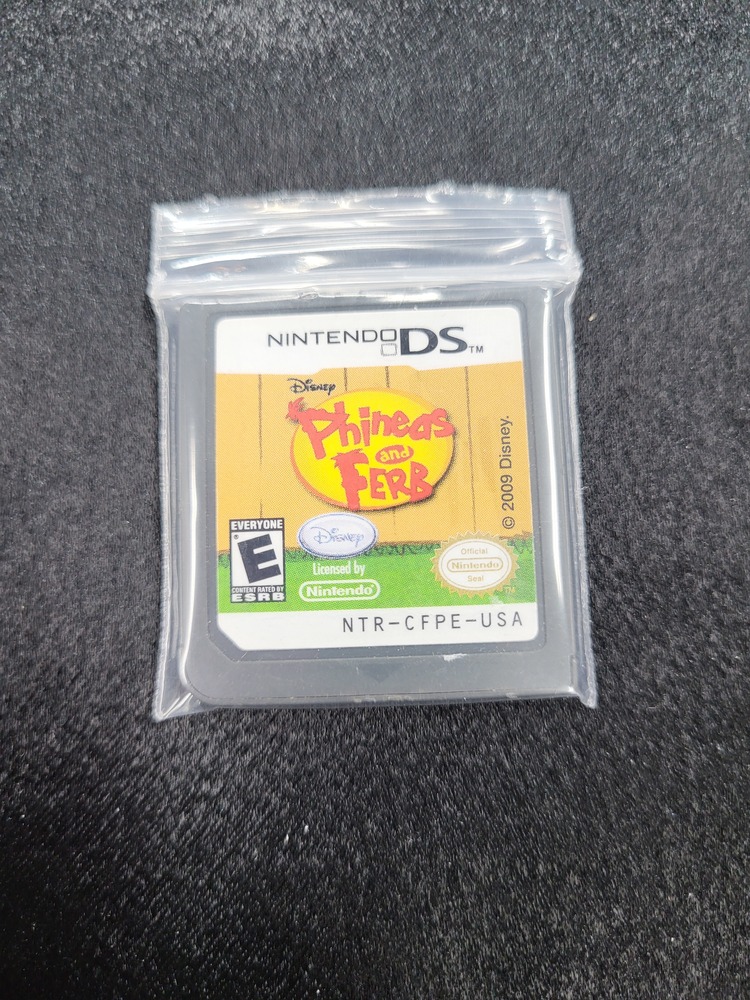 NINTENDO DS™
Disney
Phineas
and
FERB
© 2009 Disney.
EVERYONE
E
CONTENT RATED BY
ESRB
Disney
Licensed by
Nintendo®
Official
Nintendo
Seal
TM
NTR-CFPE-USA